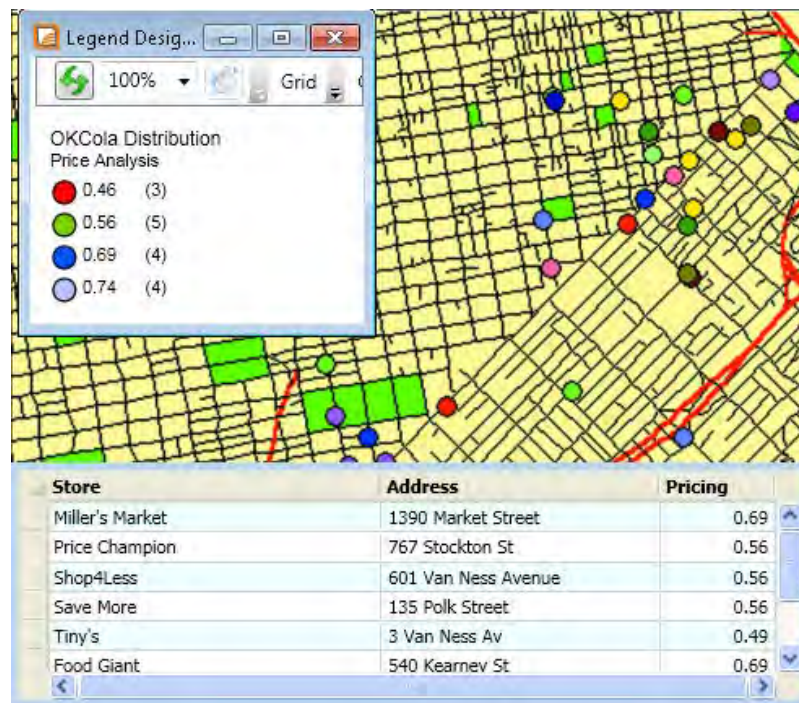 Legend Desig...
100% Grid
OKCola Distribution
Price Analysis
0.46 (3)
0.56 (5)
0.69 (4)
0.74 (4)
Store Address Pricing
Miller's Market 1390 Market Street 0.69
Price Champion 767 Stockton St 0.56
Shop4Less 601 Van Ness Avenue 0.56
Save More 135 Polk Street 0.56
Tiny's 3 Van Ness Av 0.49
Food Giant 540 Kearney St 0.69